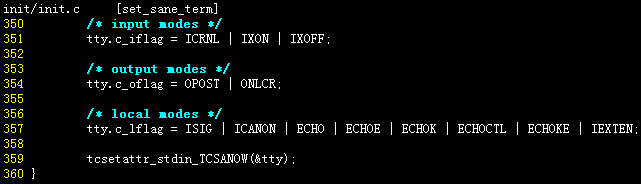 init/init.c     [set_sane_term]
350         /* input modes */
351         tty.c_iflag = ICRNL | IXON | IXOFF;
352
353         /* output modes */
354         tty.c_oflag = OPOST | ONLCR;
355
356         /* local modes */
357         tty.c_lflag = ISIG | ICANON | ECHO | ECHOE | ECHOK | ECHOCTL | ECHOKE | IEXTEN;
358
359         tcsetattr_stdin_TCSANOW(&tty);
360 }